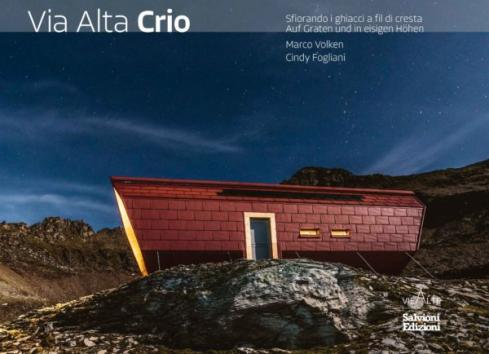 Via Alta Crio
Sfiorando i ghiacci a fil di cresta
Auf Graten und in eisigen Höhen
Marco Volken
Cindy Fogliani
VIEALTE
Salvioni
Edizioni